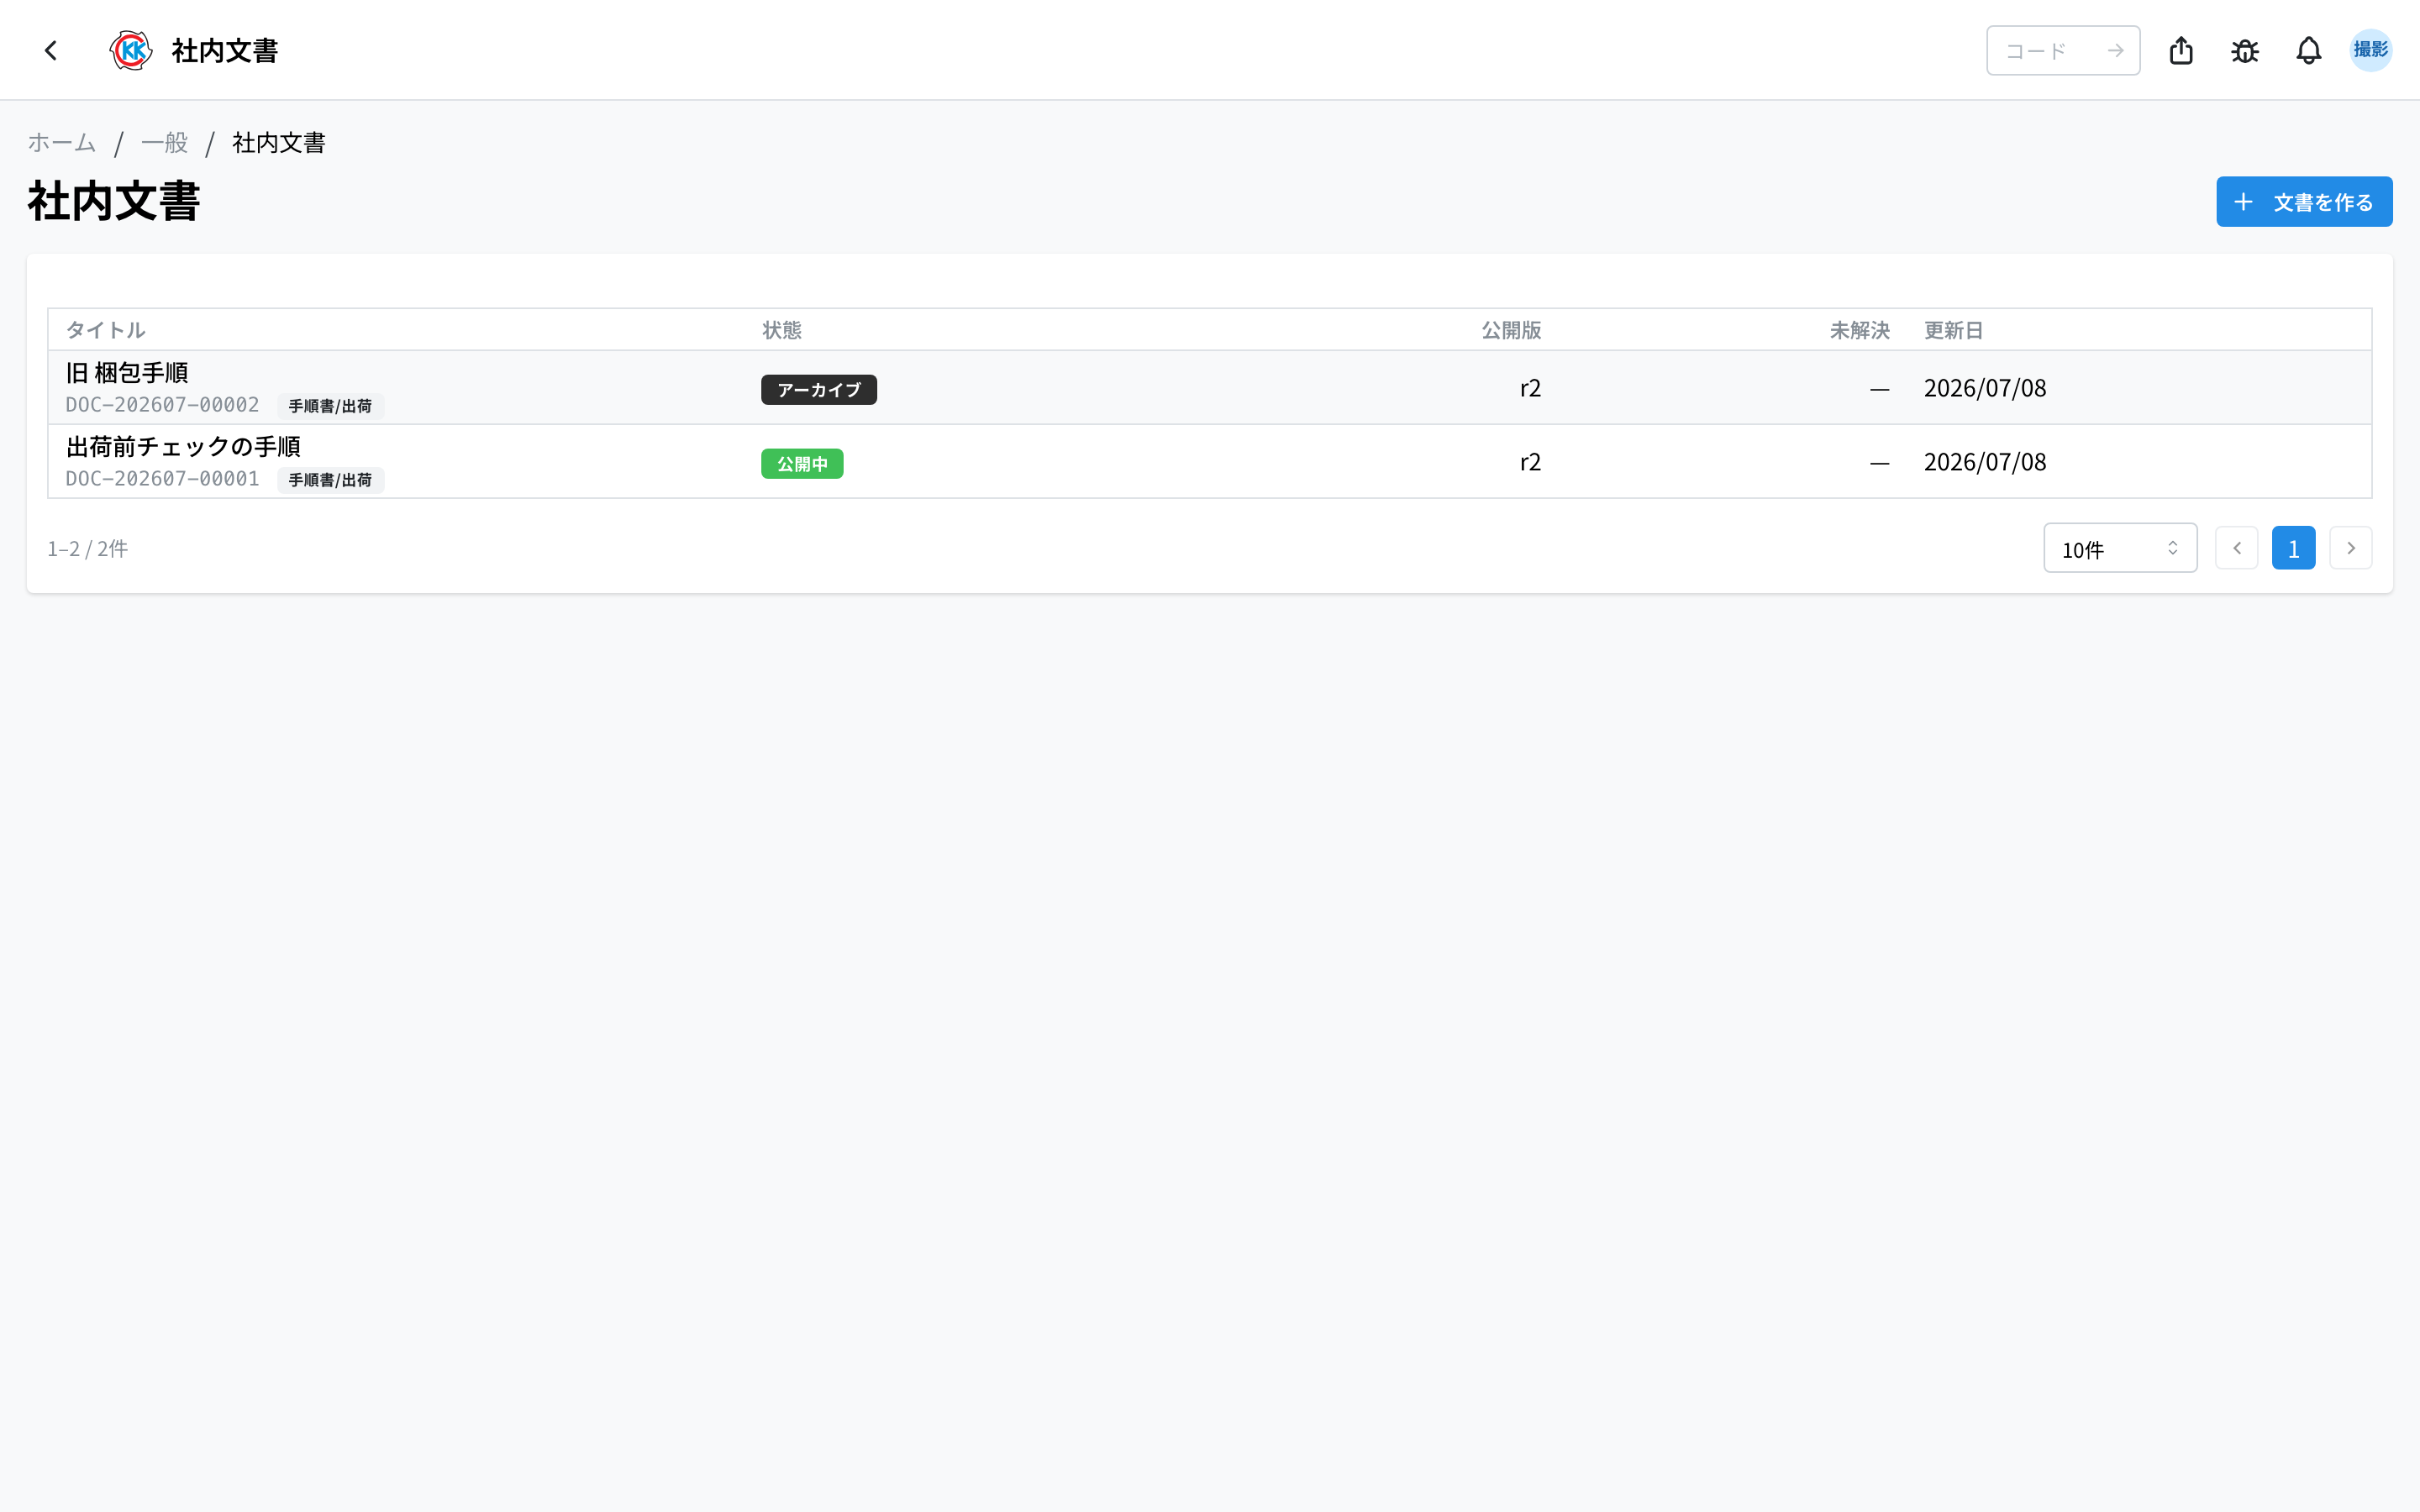 KK 社内文書 コード 撮影
ホーム / 一般 / 社内文書
社内文書 文書を作る
タイトル 状態 公開版 未解決 更新日
旧 梱包手順
DOC-202607-00002 手順書/出荷 アーカイブ r2 — 2026/07/08
出荷前チェックの手順
DOC-202607-00001 手順書/出荷 公開中 r2 — 2026/07/08
1–2 / 2件 10件 1